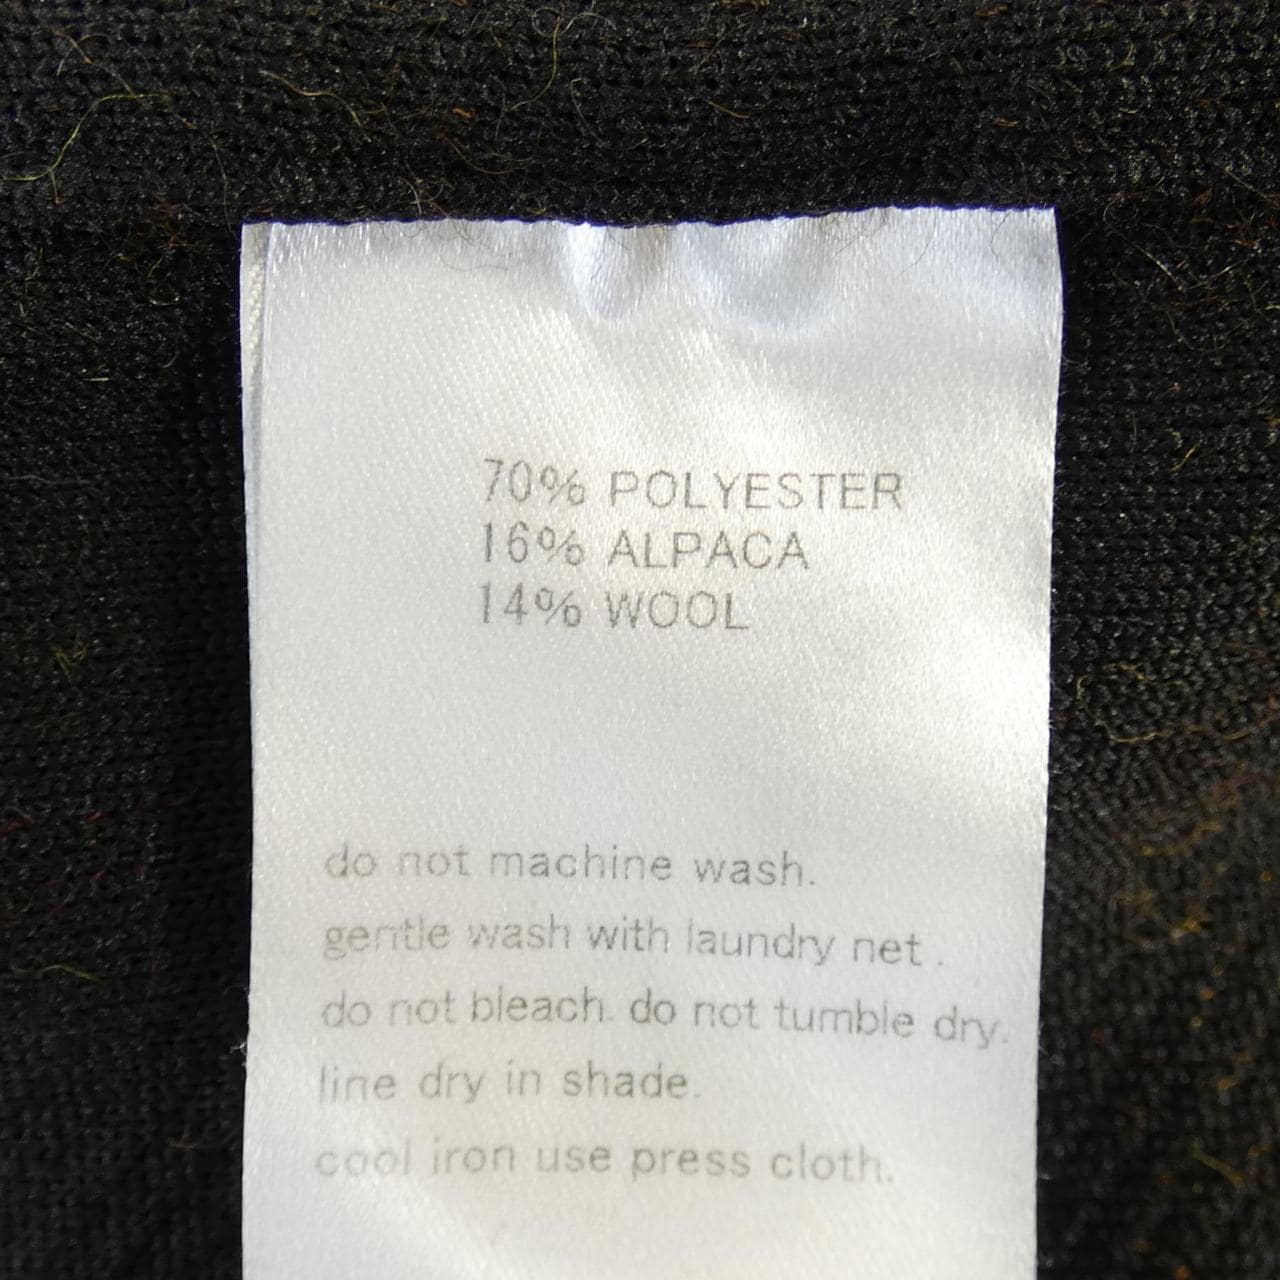 70% POLYESTER
16% ALPACA
14% WOOL
do not machine wash.
gentle wash with laundry net.
do not bleach. do not tumble dry.
line dry in shade.
cool iron use press cloth.